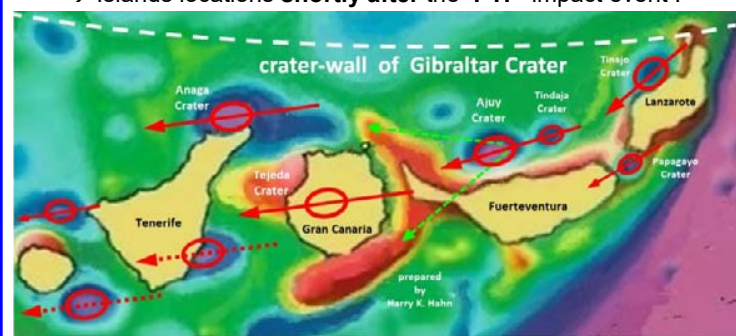 Islands locations shortly after the
impact event !
crater-wall of Gibraltar Crater
Anaga
Crater
Tinajo
Crater
Lanzarote
Ajuy
Crater
Tindaja
Crater
Papagayo
Crater
Tejeda
Crater
Tenerife
Gran Canaria
Fuerteventura
prepared
by
Harry K. Hahn